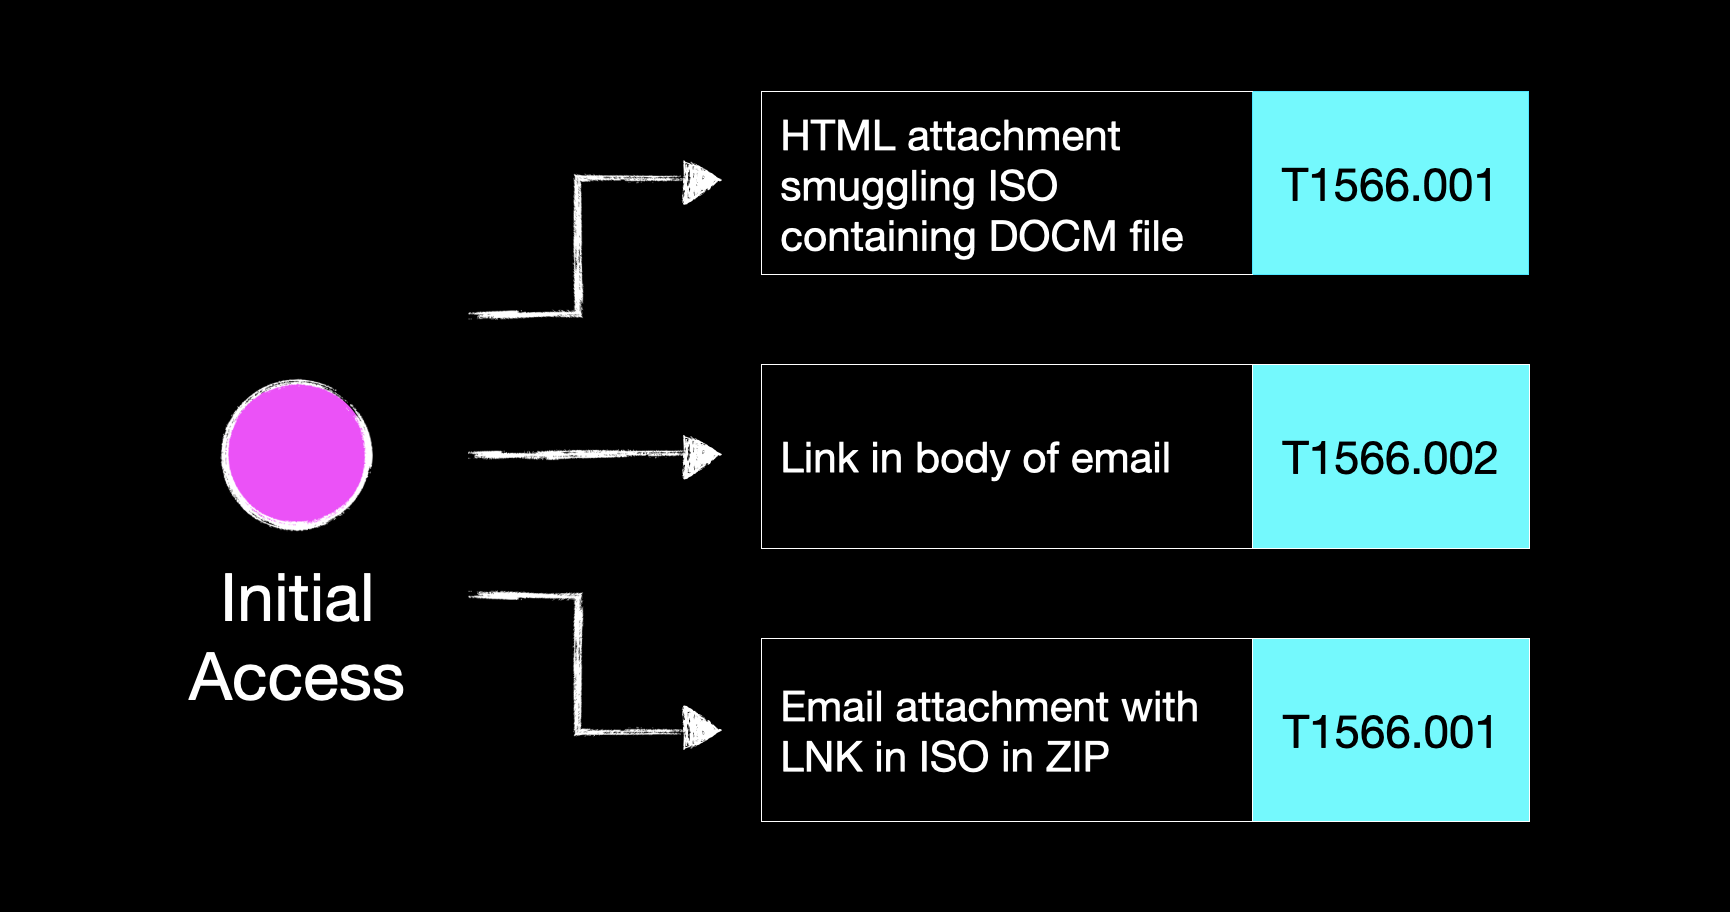 Initial
Access
HTML attachment
smuggling ISO
containing DOCM file
T1566.001
Link in body of email
T1566.002
Email attachment with
LNK in ISO in ZIP
T1566.001